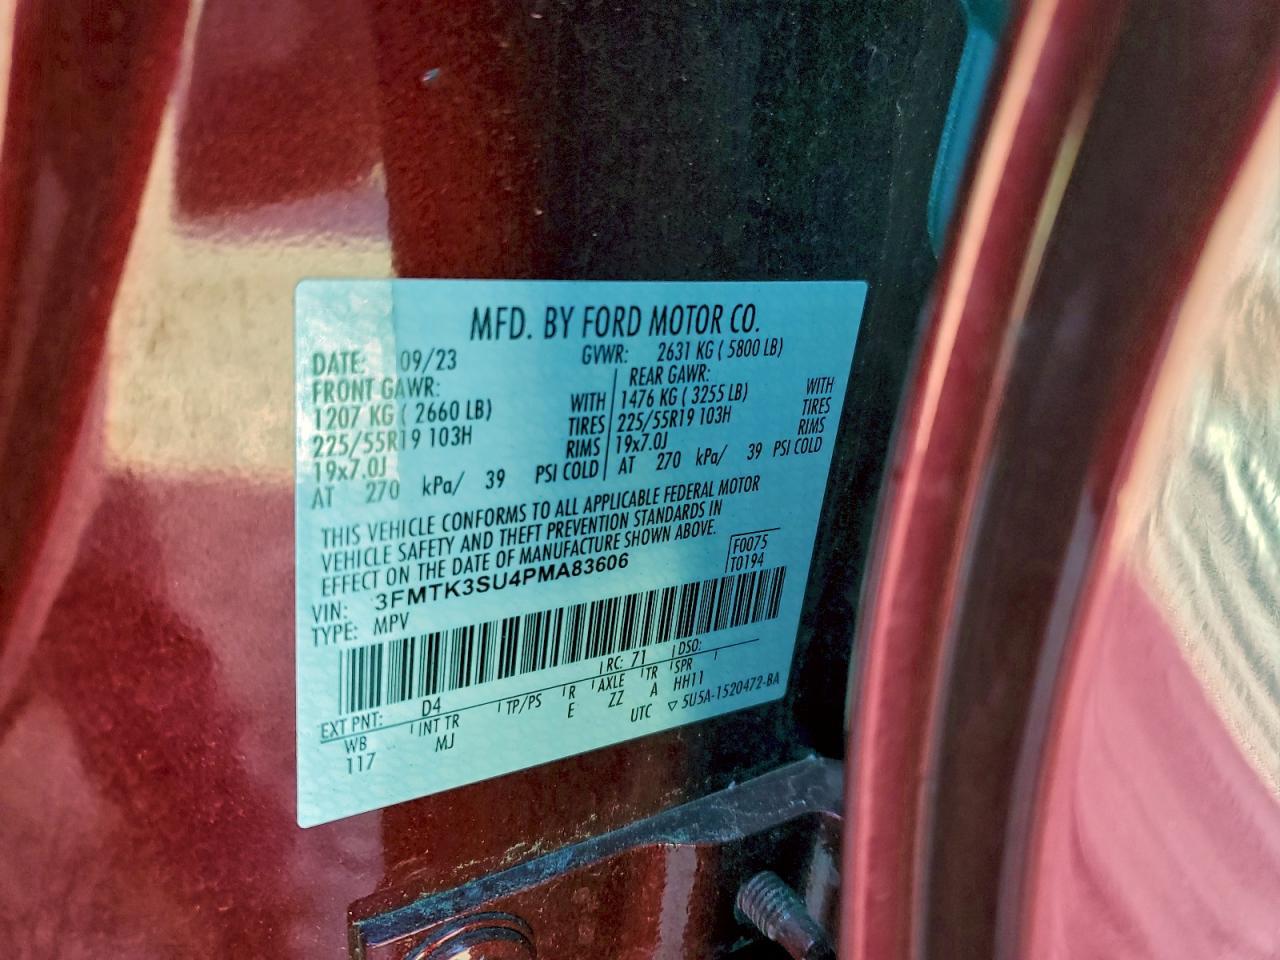 MFD. BY FORD MOTOR CO.
DATE: 09/23 GVWR: 2631 KG ( 5800 LB)
FRONT GAWR: REAR GAWR:
1207 KG ( 2660 LB) WITH 1476 KG ( 3255 LB) WITH
225/55R19 103H TIRES 225/55R19 103H TIRES
19x7.0J RIMS 19x7.0J RIMS
AT 270 kPa/ 39 PSI COLD AT 270 kPa/ 39 PSI COLD
THIS VEHICLE CONFORMS TO ALL APPLICABLE FEDERAL MOTOR
VEHICLE SAFETY AND THEFT PREVENTION STANDARDS IN
EFFECT ON THE DATE OF MANUFACTURE SHOWN ABOVE.
VIN: 3FMTK3SU4PMA83606 F0075
TYPE: MPV T0194
EXT PNT: D4 RC: 71 DSO:
WB INT TR TP/PS R AXLE TR SPR
117 MJ E ZZ A HH11
UTC ▽ 5U5A-1520472-BA